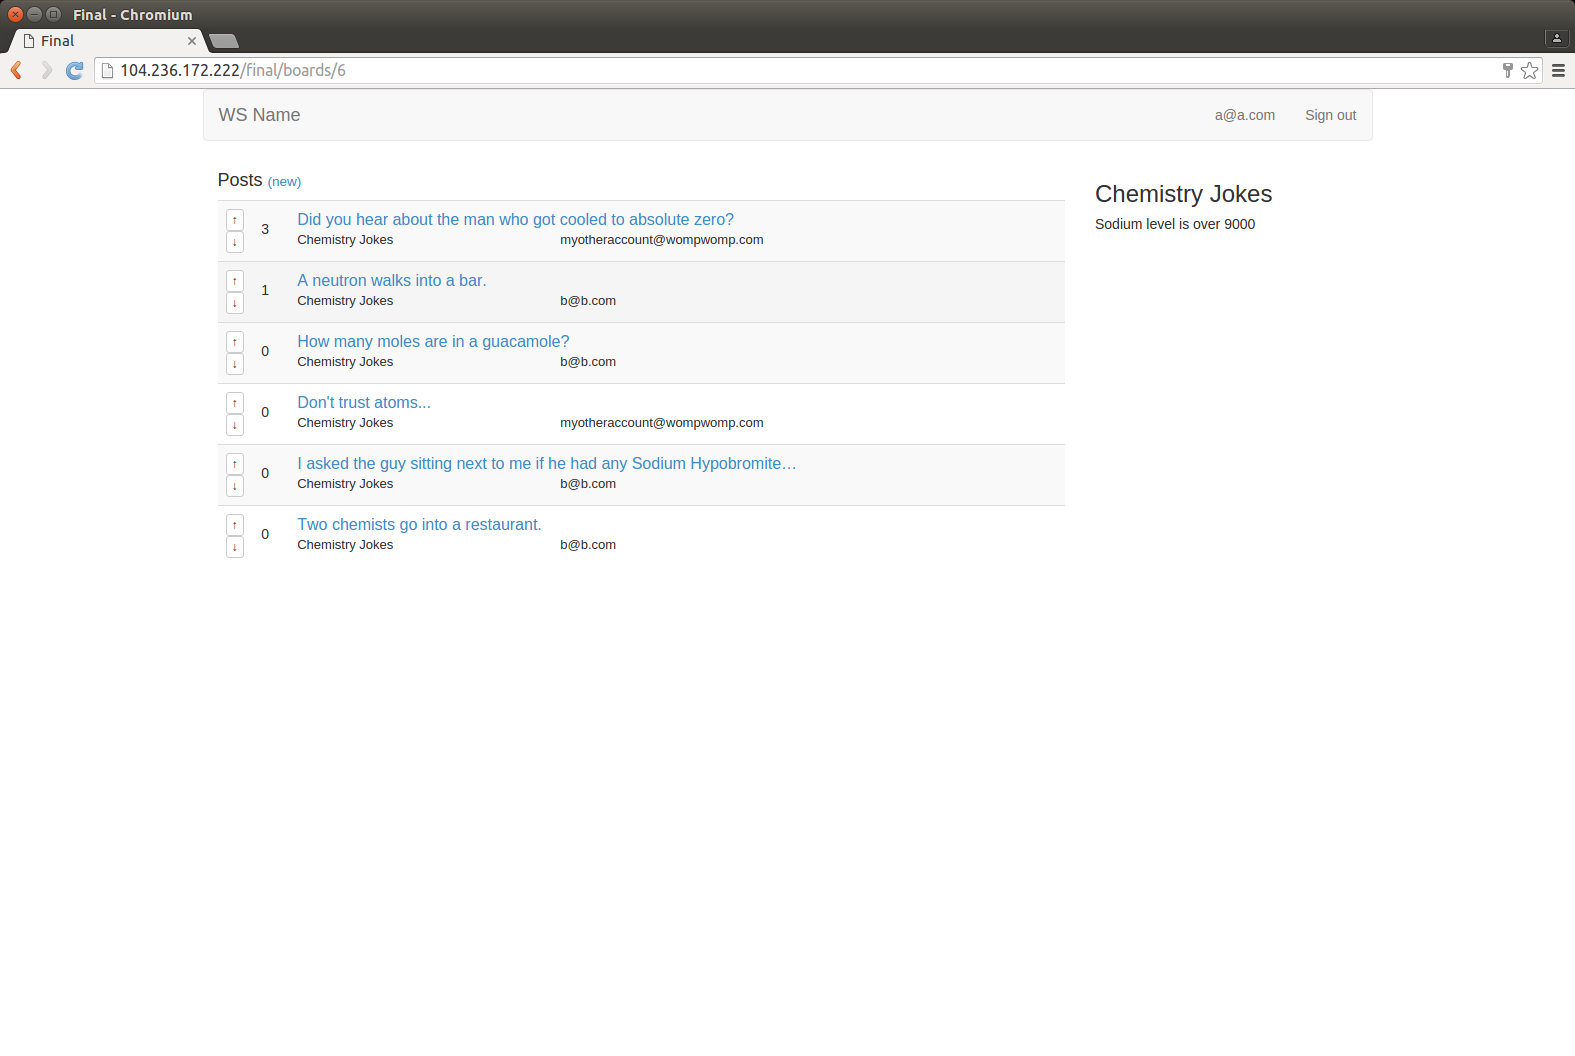 Final - Chromium
Final
104.236.172.222/final/boards/6
WS Name a@a.com Sign out
Posts (new)
↑
3
↓
Did you hear about the man who got cooled to absolute zero?
Chemistry Jokes myotheraccount@wompwomp.com
↑
1
↓
A neutron walks into a bar.
Chemistry Jokes b@b.com
↑
0
↓
How many moles are in a guacamole?
Chemistry Jokes b@b.com
↑
0
↓
Don't trust atoms...
Chemistry Jokes myotheraccount@wompwomp.com
↑
0
↓
I asked the guy sitting next to me if he had any Sodium Hypobromite…
Chemistry Jokes b@b.com
↑
0
↓
Two chemists go into a restaurant.
Chemistry Jokes b@b.com
Chemistry Jokes
Sodium level is over 9000